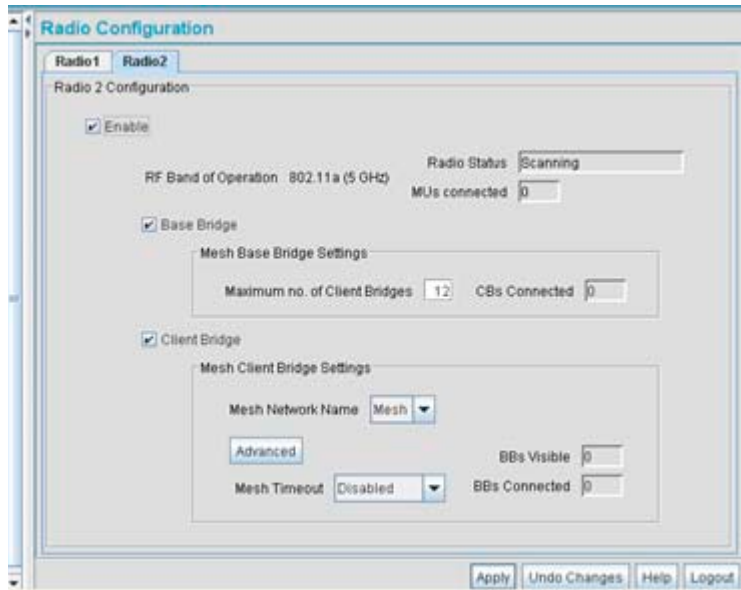 Radio Configuration
Radio1 Radio2
Radio 2 Configuration
Enable
Radio Status Scanning
RF Band of Operation 802.11a (5 GHz)
MUs connected 0
Base Bridge
Mesh Base Bridge Settings
Maximum no. of Client Bridges 12 CBs Connected 0
Client Bridge
Mesh Client Bridge Settings
Mesh Network Name Mesh
Advanced
BBs Visible 0
Mesh Timeout Disabled BBs Connected 0
Apply Undo Changes Help Logout